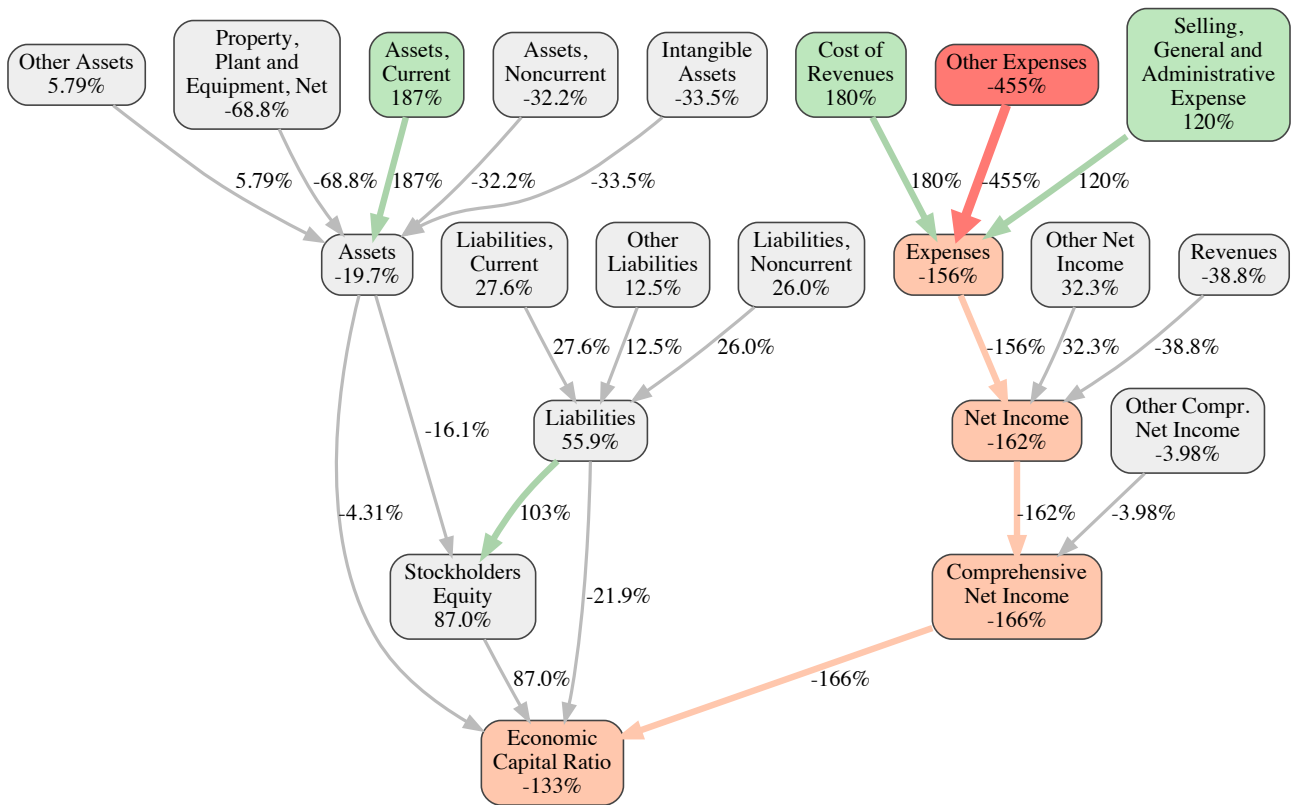 Other Assets
5.79%
Property,
Plant and
Equipment, Net
-68.8%
Assets,
Current
187%
Assets,
Noncurrent
-32.2%
Intangible
Assets
-33.5%
Cost of
Revenues
180%
Other Expenses
-455%
Selling,
General and
Administrative
Expense
120%
5.79%
-68.8%
187%
-32.2%
-33.5%
180%
-455%
120%
Assets
-19.7%
Liabilities,
Current
27.6%
Other
Liabilities
12.5%
Liabilities,
Noncurrent
26.0%
Expenses
-156%
Other Net
Income
32.3%
Revenues
-38.8%
27.6%
12.5%
26.0%
-156%
32.3%
-38.8%
Liabilities
55.9%
Net Income
-162%
Other Compr.
Net Income
-3.98%
-16.1%
-4.31%
103%
-162%
-3.98%
Stockholders
Equity
87.0%
-21.9%
Comprehensive
Net Income
-166%
87.0%
-166%
Economic
Capital Ratio
-133%